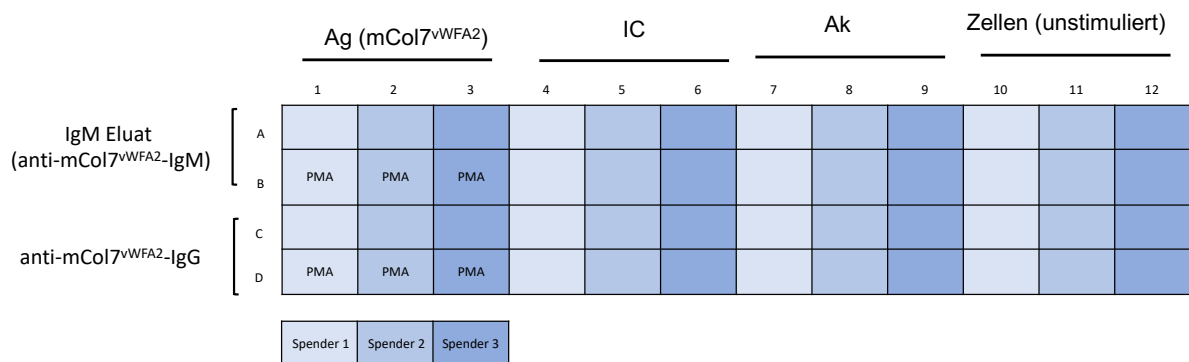 Ag (mCol7vWFA2) IC Ak Zellen (unstimuliert)
1 2 3 4 5 6 7 8 9 10 11 12
IgM Eluat
(anti-mCol7vWFA2-IgM)
A
B PMA PMA PMA
anti-mCol7vWFA2-IgG
C
D PMA PMA PMA
Spender 1 Spender 2 Spender 3